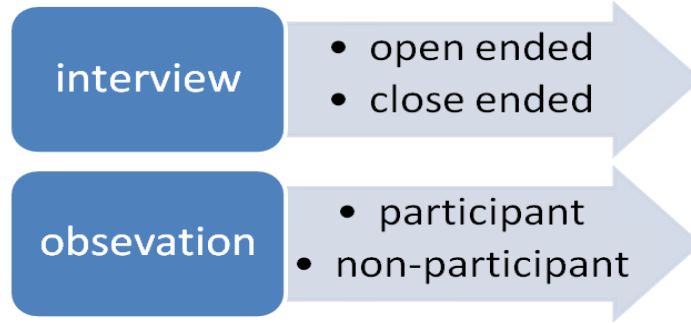 interview
• open ended
• close ended
obsevation
• participant
• non-participant